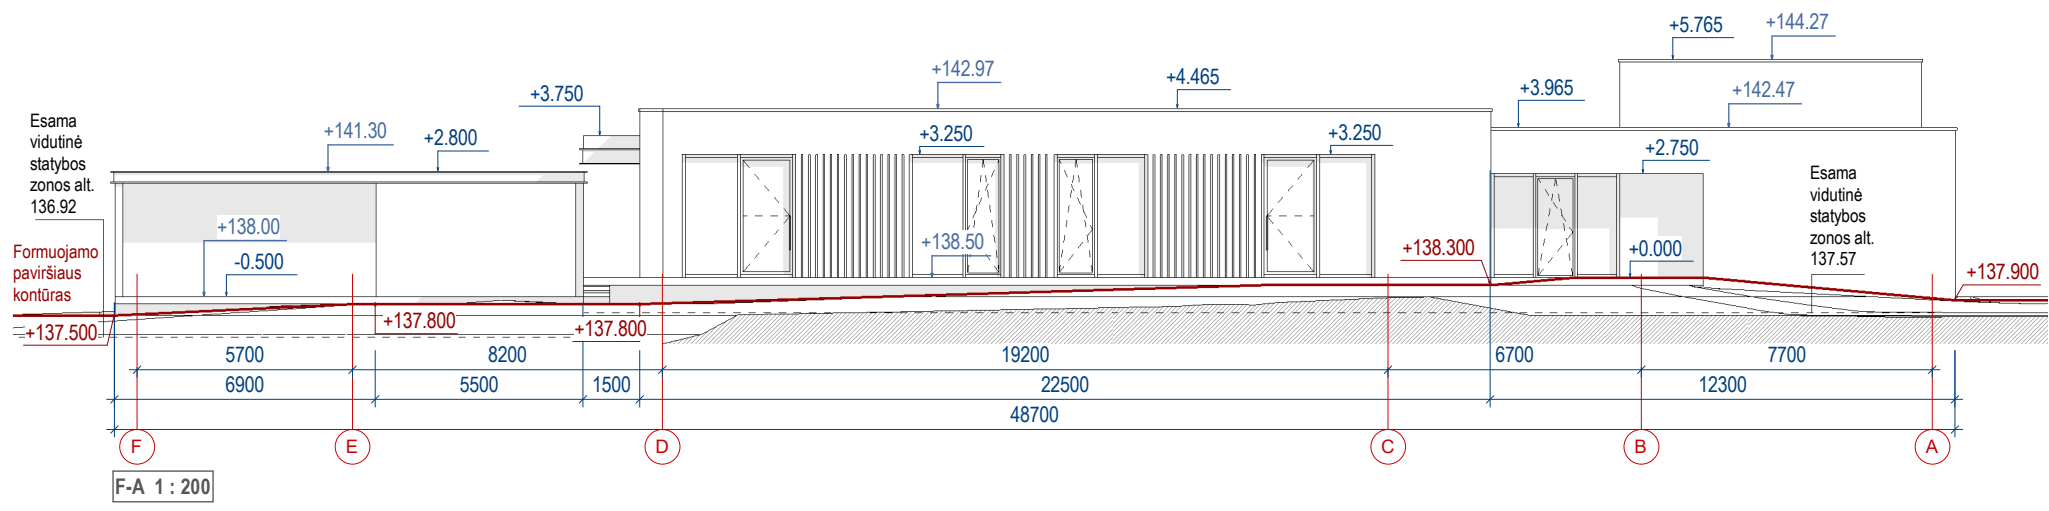 +5.765
+144.27
+142.97
+4.465
+3.750
+3.965
+142.47
Esama
vidutinė
statybos
zonos alt.
136.92
+141.30
+2.800
+3.250
+3.250
+2.750
Esama
vidutinė
statybos
zonos alt.
137.57
Formuojamo
paviršiaus
kontūras
+138.00
-0.500
+138.50
+138.300
+0.000
+137.900
+137.500
+137.800
+137.800
5700
8200
19200
6700
7700
6900
5500
1500
22500
12300
48700
F
E
D
C
B
A
F-A 1 : 200